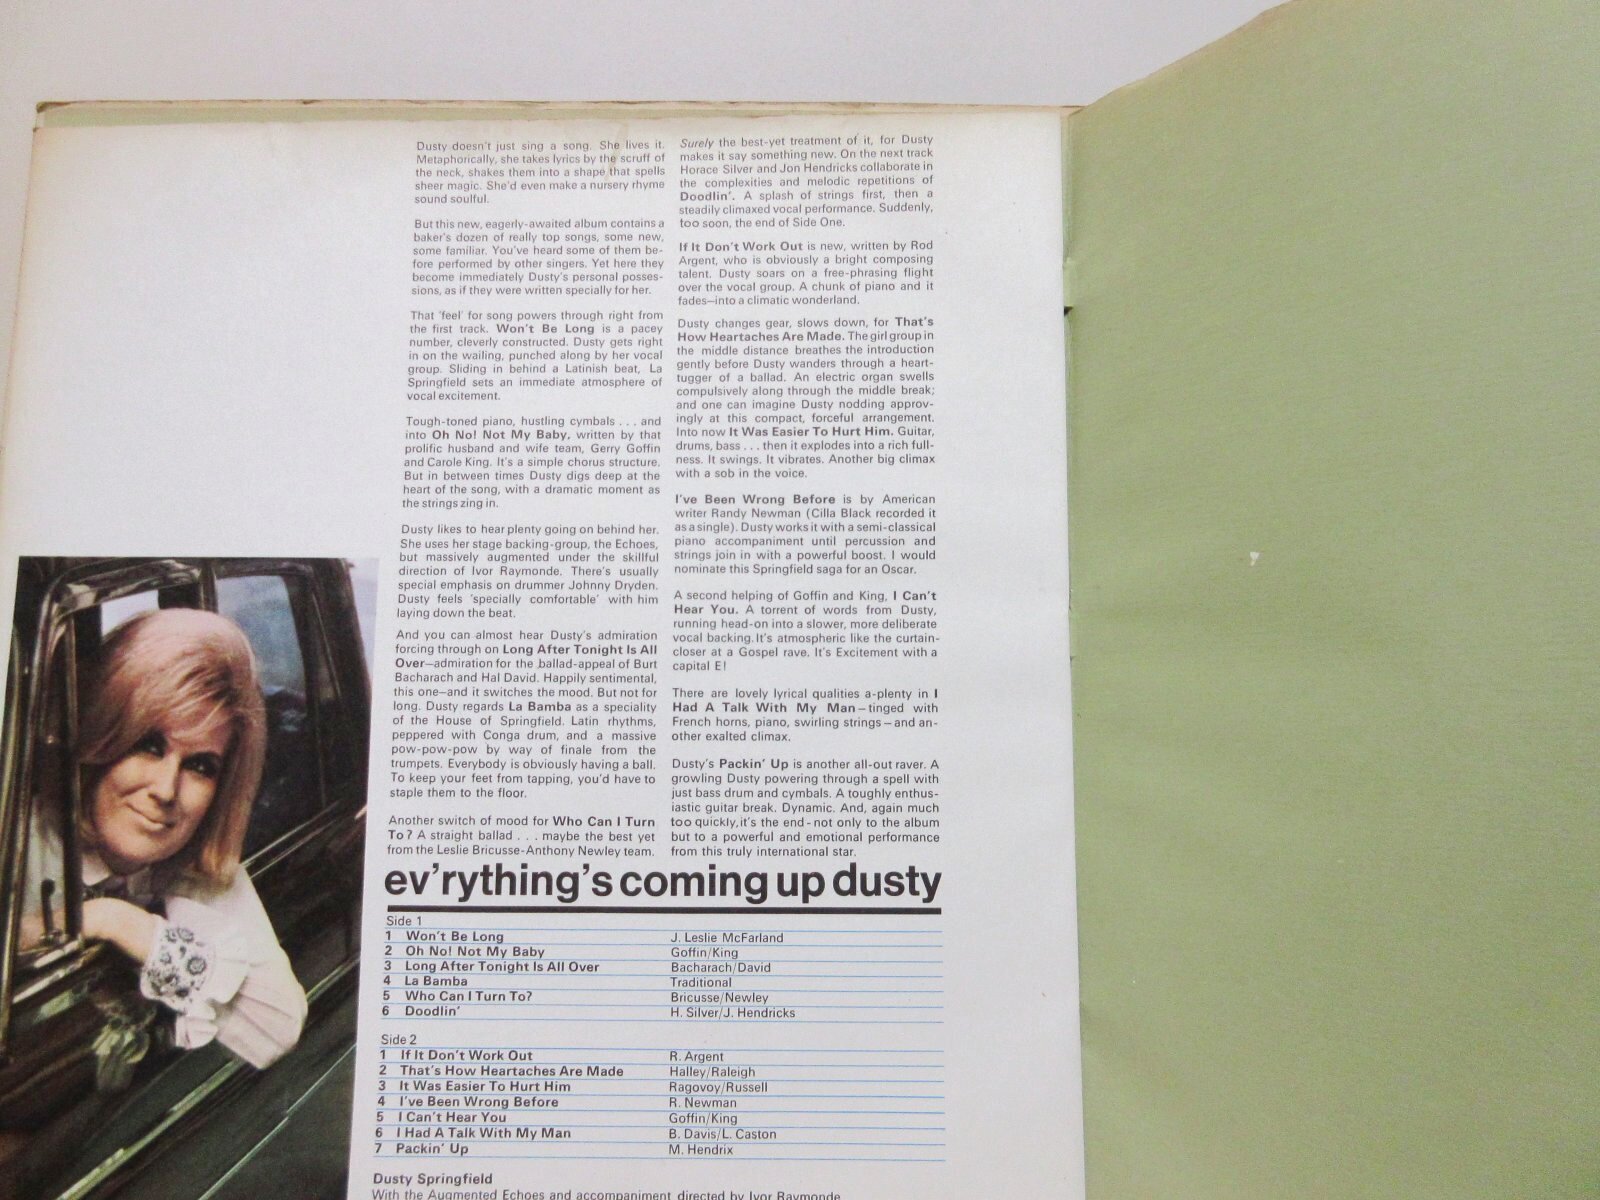 Dusty doesn't just sing a song. She lives it.
Metaphorically, she takes lyrics by the scruff of
the neck, shakes them into a shape that spells
sheer magic. She'd even make a nursery rhyme
sound soulful.
But this new, eagerly-awaited album contains a
baker's dozen of really top songs, some new,
some familiar. You've heard some of them be-
fore performed by other singers. Yet here they
become immediately Dusty's personal posses-
sions, as if they were written specially for her.
That 'feel' for song powers through right from
the first track. Won't Be Long is a pacey
number, cleverly constructed. Dusty gets right
in on the wailing, punched along by her vocal
group. Sliding in behind a Latinish beat, La
Springfield sets an immediate atmosphere of
vocal excitement.
Tough-toned piano, hustling cymbals . . . and
into Oh No! Not My Baby, written by that
prolific husband and wife team, Gerry Goffin
and Carole King. It's a simple chorus structure.
But in between times Dusty digs deep at the
heart of the song, with a dramatic moment as
the strings zing in.
Dusty likes to hear plenty going on behind her.
She uses her stage backing-group, the Echoes,
but massively augmented under the skillful
direction of Ivor Raymonde. There's usually
special emphasis on drummer Johnny Dryden.
Dusty feels 'specially comfortable' with him
laying down the beat.
And you can almost hear Dusty's admiration
forcing through on Long After Tonight Is All
Over—admiration for the ballad-appeal of Burt
Bacharach and Hal David. Happily sentimental,
this one—and it switches the mood. But not for
long. Dusty regards La Bamba as a speciality
of the House of Springfield. Latin rhythms,
peppered with Conga drum, and a massive
pow-pow-pow by way of finale from the
trumpets. Everybody is obviously having a ball.
To keep your feet from tapping, you'd have to
staple them to the floor.
Another switch of mood for Who Can I Turn
To? A straight ballad . . . maybe the best yet
from the Leslie Bricusse-Anthony Newley team.
Surely the best-yet treatment of it, for Dusty
makes it say something new. On the next track
Horace Silver and Jon Hendricks collaborate in
the complexities and melodic repetitions of
Doodlin'. A splash of strings first, then a
steadily climaxed vocal performance. Suddenly,
too soon, the end of Side One.
If It Don't Work Out is new, written by Rod
Argent, who is obviously a bright composing
talent. Dusty soars on a free-phrasing flight
over the vocal group. A chunk of piano and it
fades—into a climatic wonderland.
Dusty changes gear, slows down, for That's
How Heartaches Are Made. The girl group in
the middle distance breathes the introduction
gently before Dusty wanders through a heart-
tugger of a ballad. An electric organ swells
compulsively along through the middle break;
and one can imagine Dusty nodding approv-
ingly at this compact, forceful arrangement.
Into now It Was Easier To Hurt Him. Guitar,
drums, bass . . . then it explodes into a rich full-
ness. It swings. It vibrates. Another big climax
with a sob in the voice.
I've Been Wrong Before is by American
writer Randy Newman (Cilla Black recorded it
as a single). Dusty works it with a semi-classical
piano accompaniment until percussion and
strings join in with a powerful boost. I would
nominate this Springfield saga for an Oscar.
A second helping of Goffin and King, I Can't
Hear You. A torrent of words from Dusty,
running head-on into a slower, more deliberate
vocal backing. It's atmospheric like the curtain-
closer at a Gospel rave. It's Excitement with a
capital E!
There are lovely lyrical qualities a-plenty in I
Had A Talk With My Man—tinged with
French horns, piano, swirling strings—and an-
other exalted climax.
Dusty's Packin' Up is another all-out raver. A
growling Dusty powering through a spell with
just bass drum and cymbals. A toughly enthus-
iastic guitar break. Dynamic. And, again much
too quickly, it's the end - not only to the album
but to a powerful and emotional performance
from this truly international star.
ev'rything's coming up dusty
Side 1
1 Won't Be Long J. Leslie McFarland
2 Oh No! Not My Baby Goffin/King
3 Long After Tonight Is All Over Bacharach/David
4 La Bamba Traditional
5 Who Can I Turn To? Bricusse/Newley
6 Doodlin' H. Silver/J. Hendricks
Side 2
1 If It Don't Work Out R. Argent
2 That's How Heartaches Are Made Halley/Raleigh
3 It Was Easier To Hurt Him Ragovoy/Russell
4 I've Been Wrong Before R. Newman
5 I Can't Hear You Goffin/King
6 I Had A Talk With My Man B. Davis/L. Caston
7 Packin' Up M. Hendrix
Dusty Springfield
With the Augmented Echoes and accompaniment directed by Ivor Raymonde